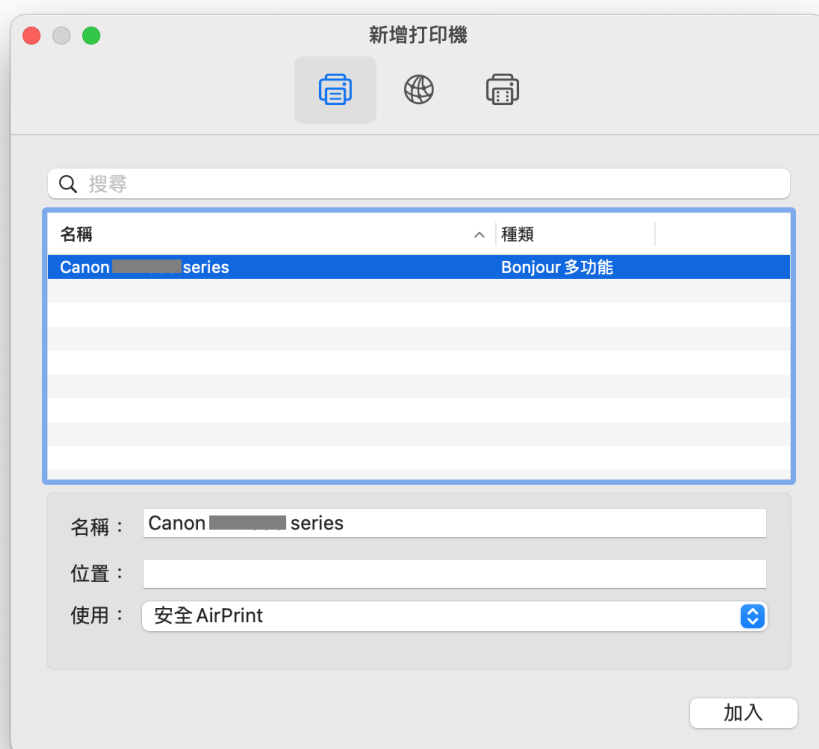 新增打印機
搜尋
名稱 種類
Canon series Bonjour 多功能
名稱： Canon series
位置：
使用： 安全 AirPrint
加入